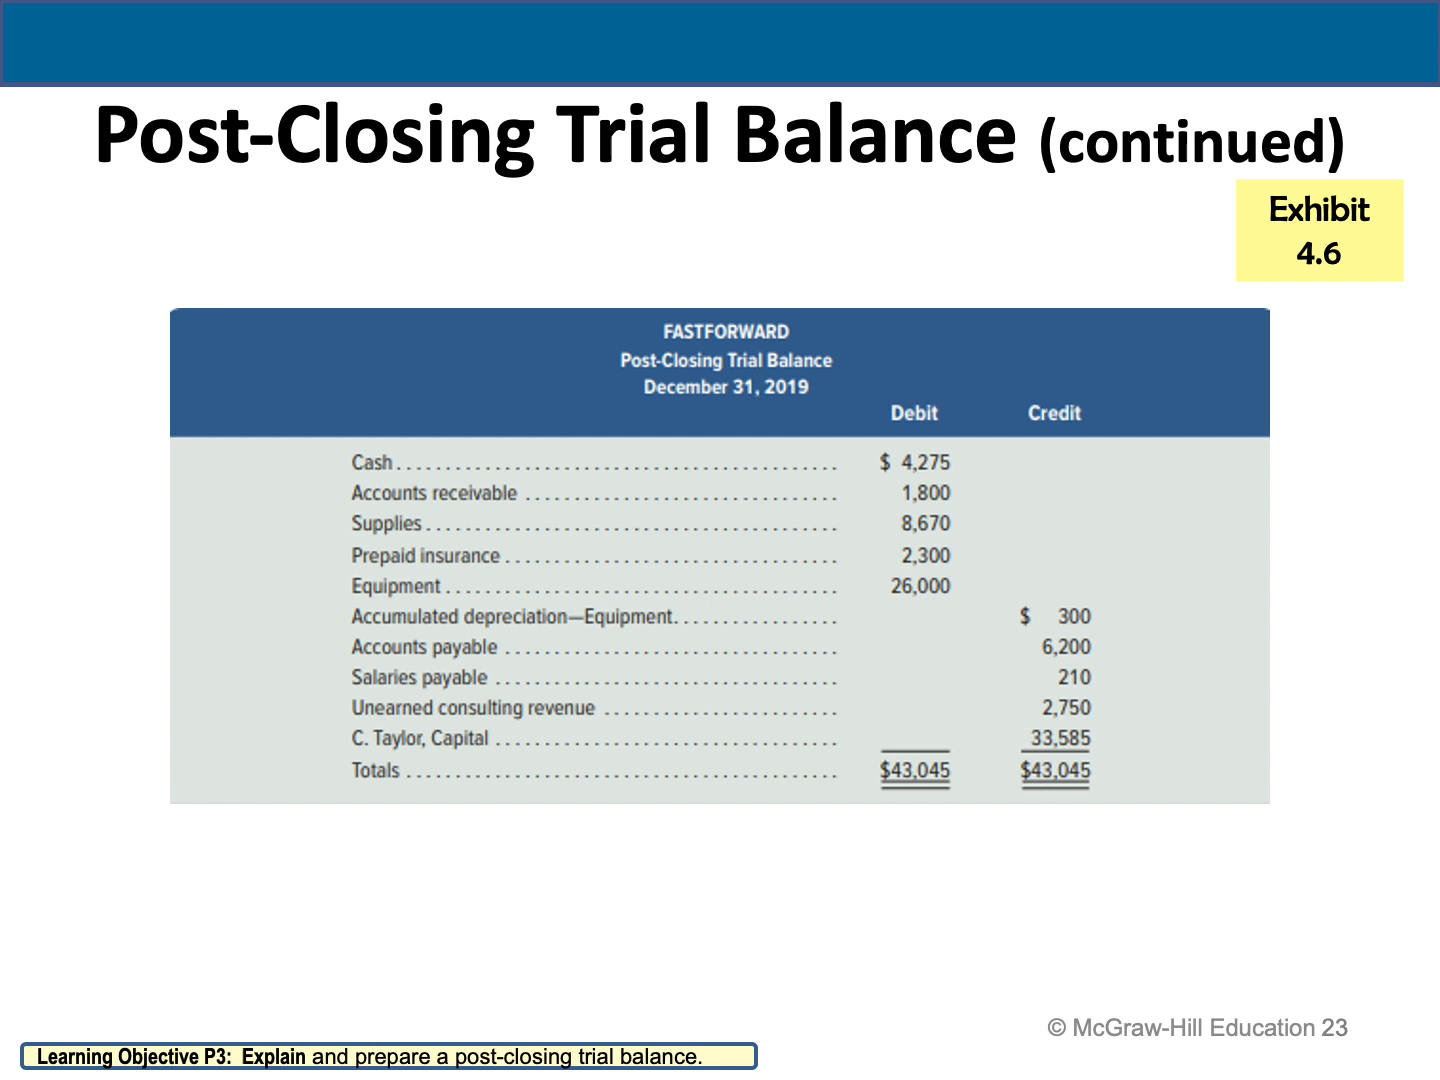 Post-Closing Trial Balance (continued)
Exhibit
4.6
FASTFORWARD
Post-Closing Trial Balance
December 31, 2019
Debit Credit
Cash . . . . . . . . . . . . . . . . . . . . . . . . . . . . . . $ 4,275
Accounts receivable . . . . . . . . . . . . . . . . . . . . 1,800
Supplies . . . . . . . . . . . . . . . . . . . . . . . . . . . . 8,670
Prepaid insurance . . . . . . . . . . . . . . . . . . . . . . 2,300
Equipment . . . . . . . . . . . . . . . . . . . . . . . . . . 26,000
Accumulated depreciation—Equipment . . . . . . . . . . $ 300
Accounts payable . . . . . . . . . . . . . . . . . . . . . . 6,200
Salaries payable . . . . . . . . . . . . . . . . . . . . . . . 210
Unearned consulting revenue . . . . . . . . . . . . . . . 2,750
C. Taylor, Capital . . . . . . . . . . . . . . . . . . . . . . . 33,585
Totals . . . . . . . . . . . . . . . . . . . . . . . . . . . . . $43,045 $43,045
© McGraw-Hill Education 23
Learning Objective P3: Explain and prepare a post-closing trial balance.